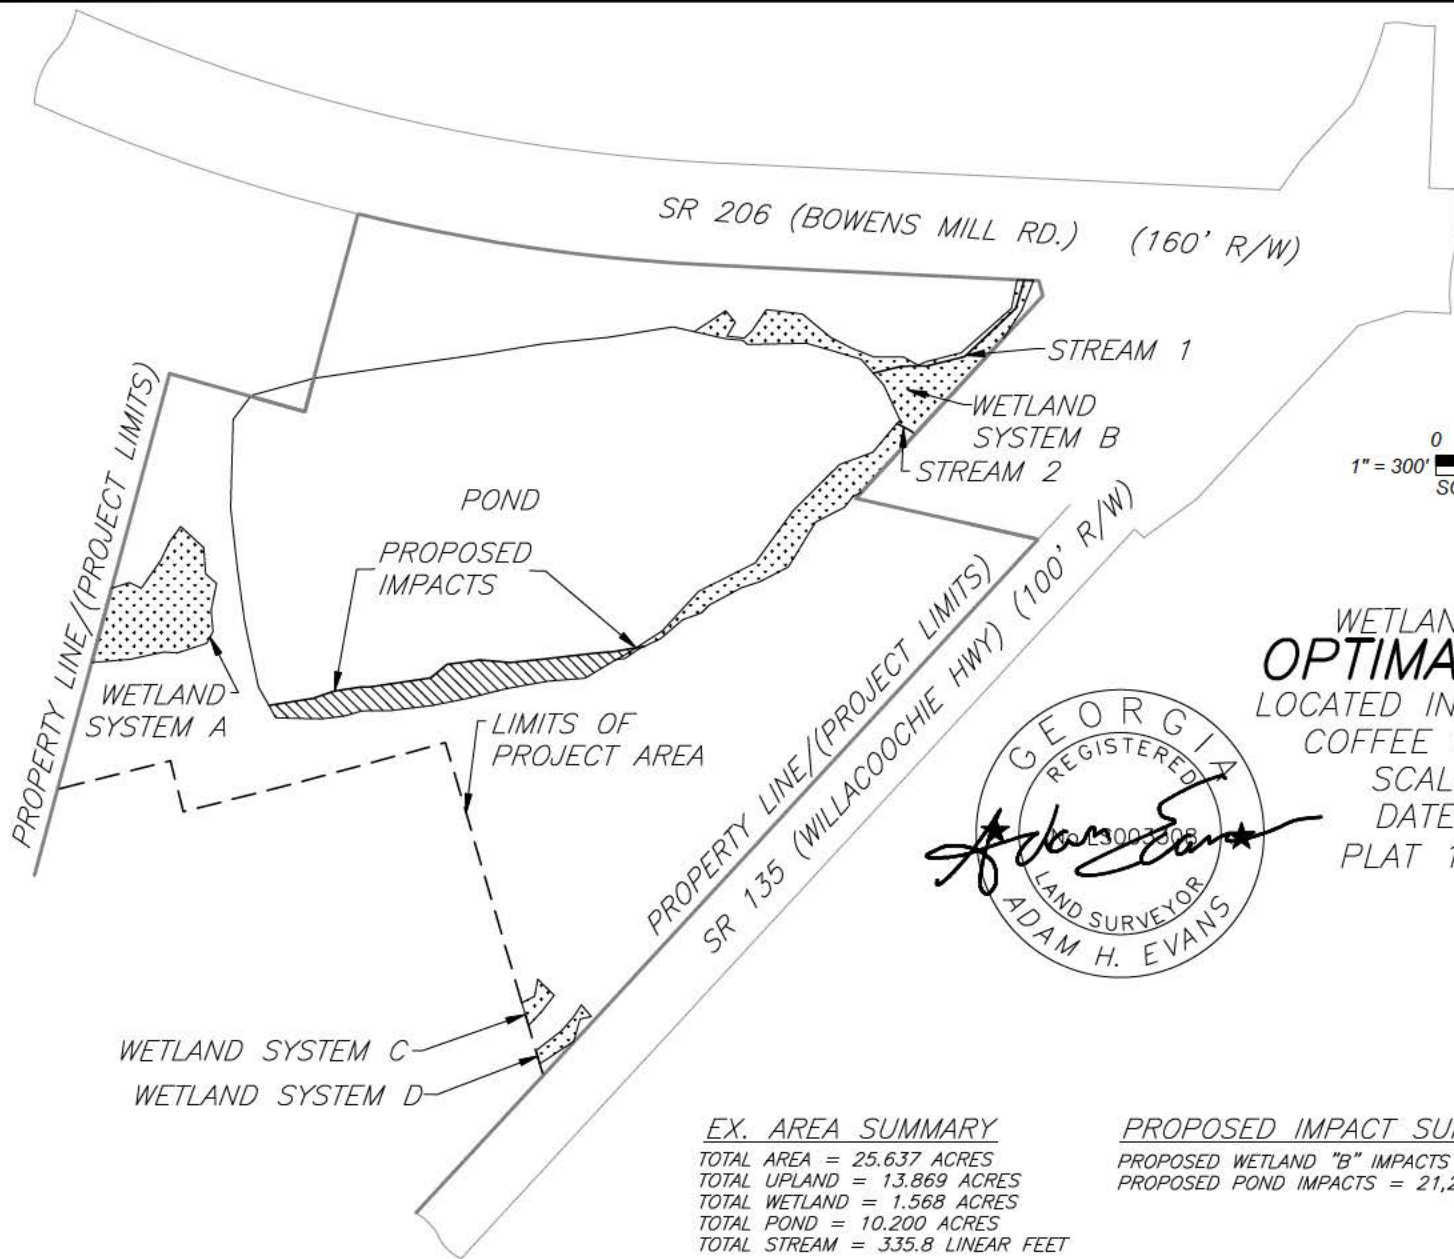 SR 206 (BOWENS MILL RD.) (160' R/W)
STREAM 1
WETLAND
SYSTEM B
STREAM 2
0
1" = 300'
POND
PROPOSED
IMPACTS
PROPERTY LINE/(PROJECT LIMITS)
WETLAND
SYSTEM A
LIMITS OF
PROJECT AREA
PROPERTY LINE/(PROJECT LIMITS)
SR 135 (WILLACOOCHIE HWY) (100' R/W)
OPTIMA
LOCATED IN
COFFEE
PLAT 1
GEORGIA
REGISTERED
LAND SURVEYOR
ADAM H. EVANS
WETLAND SYSTEM C
WETLAND SYSTEM D
EX. AREA SUMMARY
TOTAL AREA = 25.637 ACRES
TOTAL UPLAND = 13.869 ACRES
TOTAL WETLAND = 1.568 ACRES
TOTAL POND = 10.200 ACRES
TOTAL STREAM = 335.8 LINEAR FEET
PROPOSED IMPACT SU
PROPOSED WETLAND "B" IMPACTS
PROPOSED POND IMPACTS = 21,2